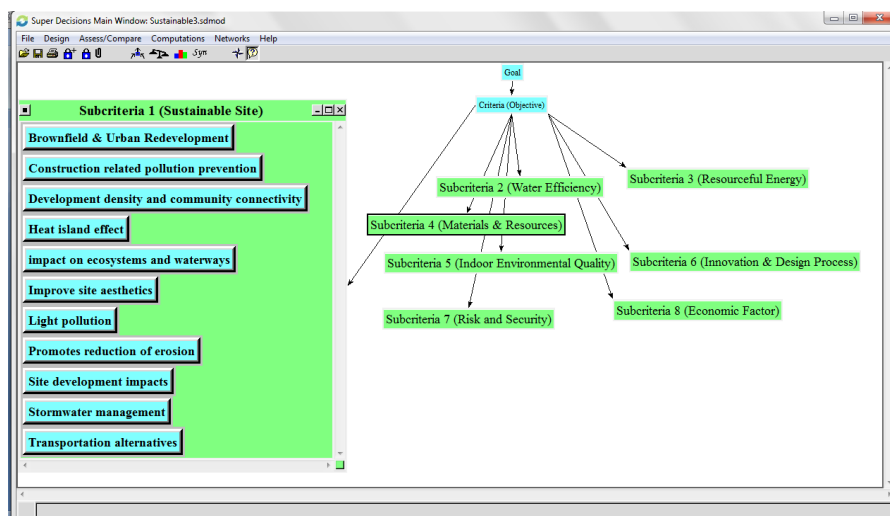 Super Decisions Main Window: Sustainable3.sdmod
File Design Assess/Compare Computations Networks Help
Syn
Goal
Criteria (Objective)
Subcriteria 1 (Sustainable Site)
Brownfield & Urban Redevelopment
Construction related pollution prevention
Development density and community connectivity
Heat island effect
impact on ecosystems and waterways
Improve site aesthetics
Light pollution
Promotes reduction of erosion
Site development impacts
Stormwater management
Transportation alternatives
Subcriteria 2 (Water Efficiency)
Subcriteria 3 (Resourceful Energy)
Subcriteria 4 (Materials & Resources)
Subcriteria 5 (Indoor Environmental Quality)
Subcriteria 6 (Innovation & Design Process)
Subcriteria 7 (Risk and Security)
Subcriteria 8 (Economic Factor)